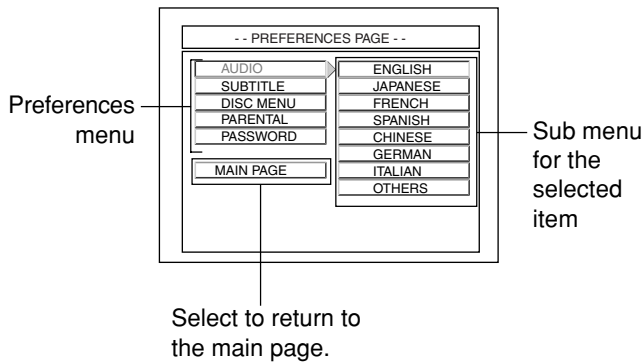 - - PREFERENCES PAGE - -
AUDIO
SUBTITLE
DISC MENU
PARENTAL
PASSWORD
MAIN PAGE
ENGLISH
JAPANESE
FRENCH
SPANISH
CHINESE
GERMAN
ITALIAN
OTHERS
Preferences
menu
Sub menu
for the
selected
item
Select to return to
the main page.